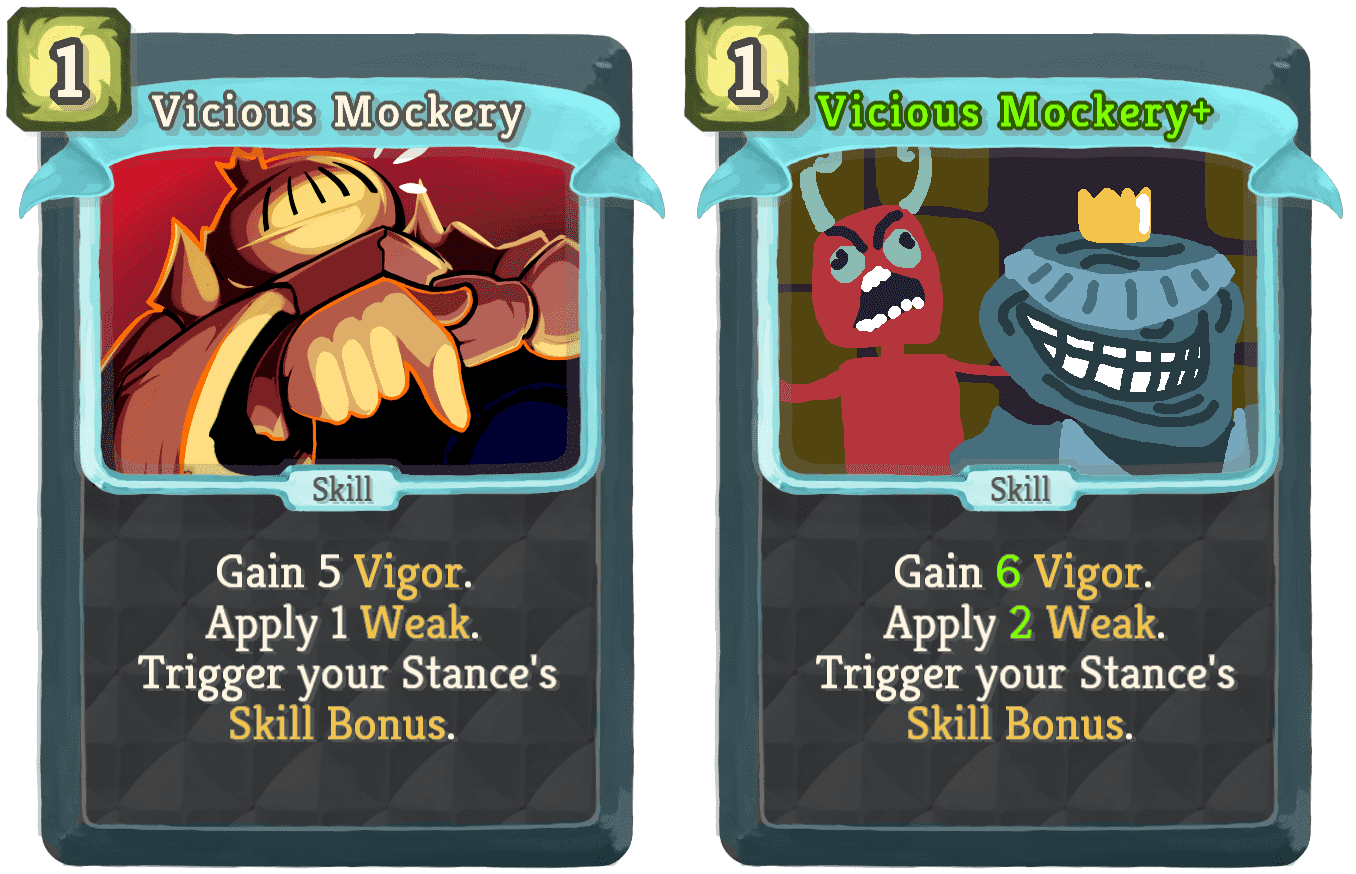 1
Vicious Mockery
Skill
Gain 5 Vigor.
Apply 1 Weak.
Trigger your Stance's
Skill Bonus.
1
Vicious Mockery+
Skill
Gain 6 Vigor.
Apply 2 Weak.
Trigger your Stance's
Skill Bonus.